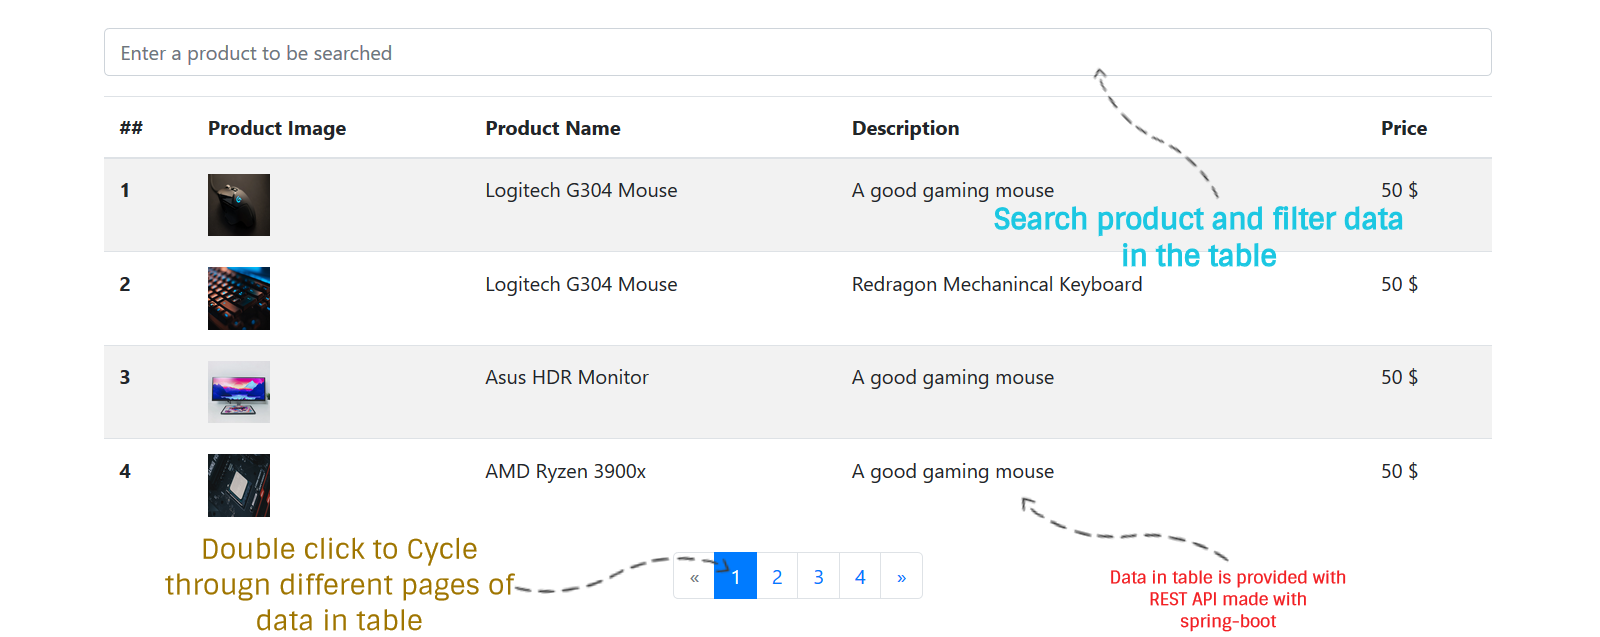 Enter a product to be searched
## Product Image Product Name Description Price
1 Logitech G304 Mouse A good gaming mouse 50 $
Search product and filter data
in the table
2 Logitech G304 Mouse Redragon Mechanincal Keyboard 50 $
3 Asus HDR Monitor A good gaming mouse 50 $
4 AMD Ryzen 3900x A good gaming mouse 50 $
Double click to Cycle
througn different pages of
data in table
« 1 2 3 4 »
Data in table is provided with
REST API made with
spring-boot